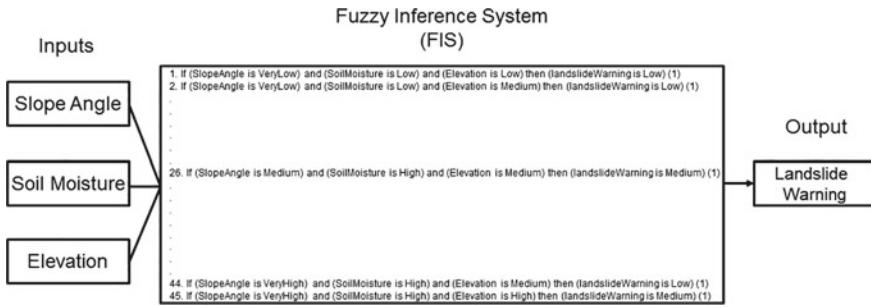 Fuzzy Inference System
(FIS)
Inputs
Slope Angle
Soil Moisture
Elevation
1. If (SlopeAngle is VeryLow) and (SoilMoisture is Low) and (Elevation is Low) then (landslideWarning is Low) (1)
2. If (SlopeAngle is VeryLow) and (SoilMoisture is Low) and (Elevation is Medium) then (landslideWarning is Low) (1)
.
.
.
.
.
26. If (SlopeAngle is Medium) and (SoilMoisture is High) and (Elevation is Medium) then (landslideWarning is Medium) (1)
.
.
.
.
.
.
44. If (SlopeAngle is VeryHigh) and (SoilMoisture is High) and (Elevation is Medium) then (landslideWarning is Low) (1)
45. If (SlopeAngle is VeryHigh) and (SoilMoisture is High) and (Elevation is High) then (landslideWarning is Medium) (1)
Output
Landslide
Warning